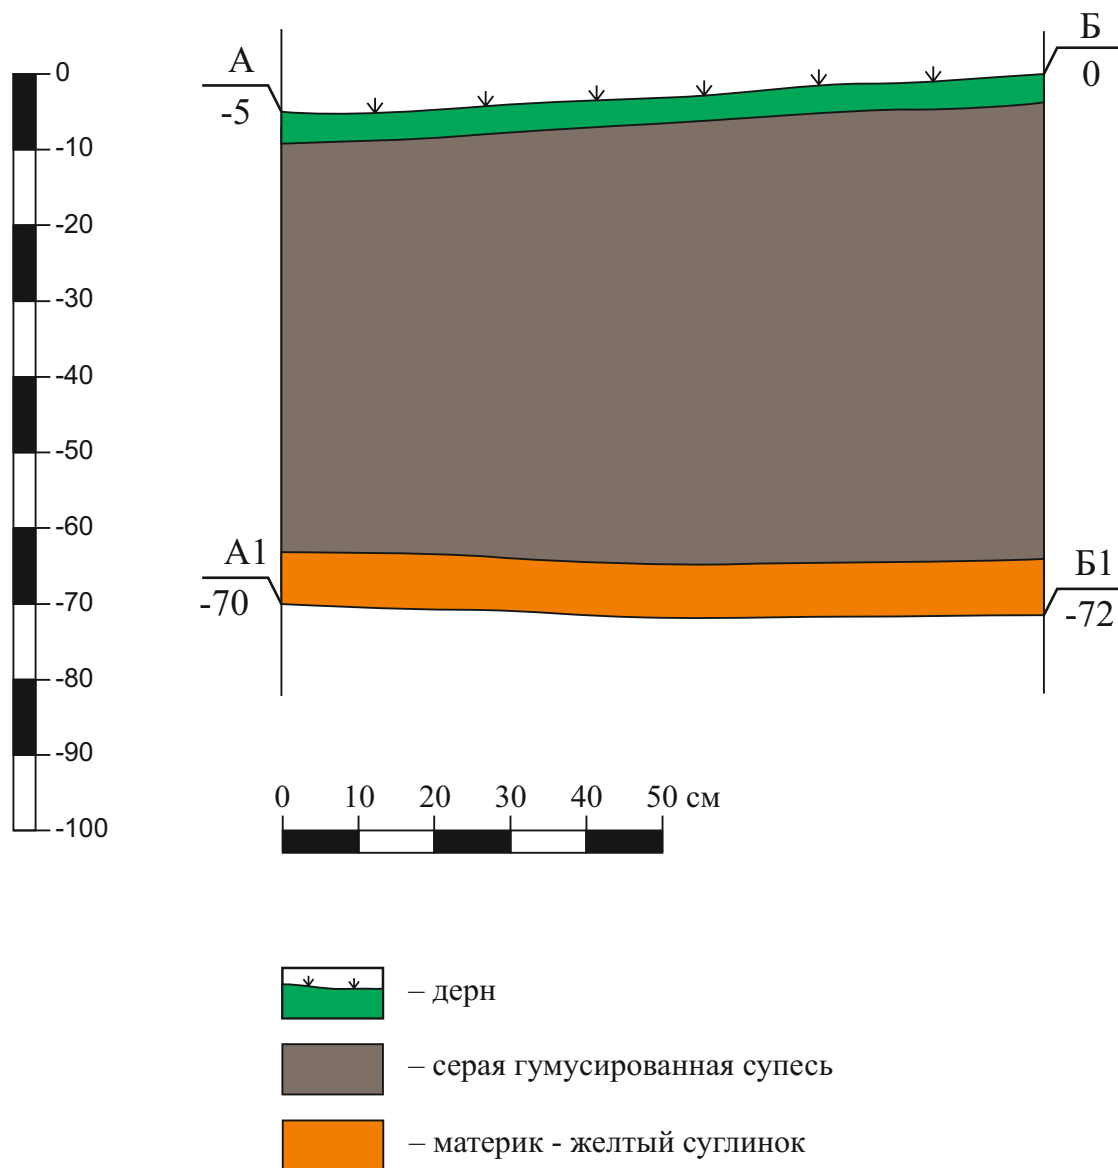 Б
0
А
-5
0
-10
-20
-30
-40
-50
-60
-70
-80
-90
-100
А1
-70
Б1
-72
0 10 20 30 40 50 см
– дерн
– серая гумусированная супесь
– материк - желтый суглинок